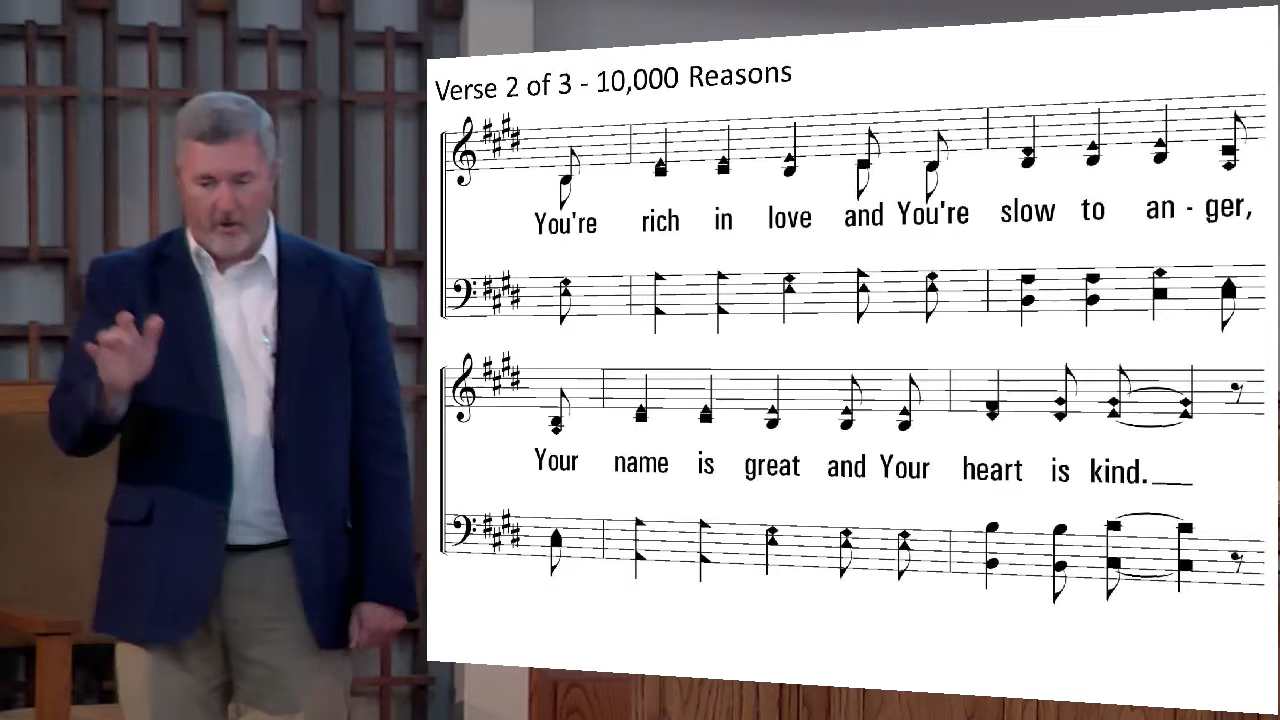 Verse 2 of 3 - 10,000 Reasons
You're rich in love and You're slow to an - ger,
Your name is great and Your heart is kind.